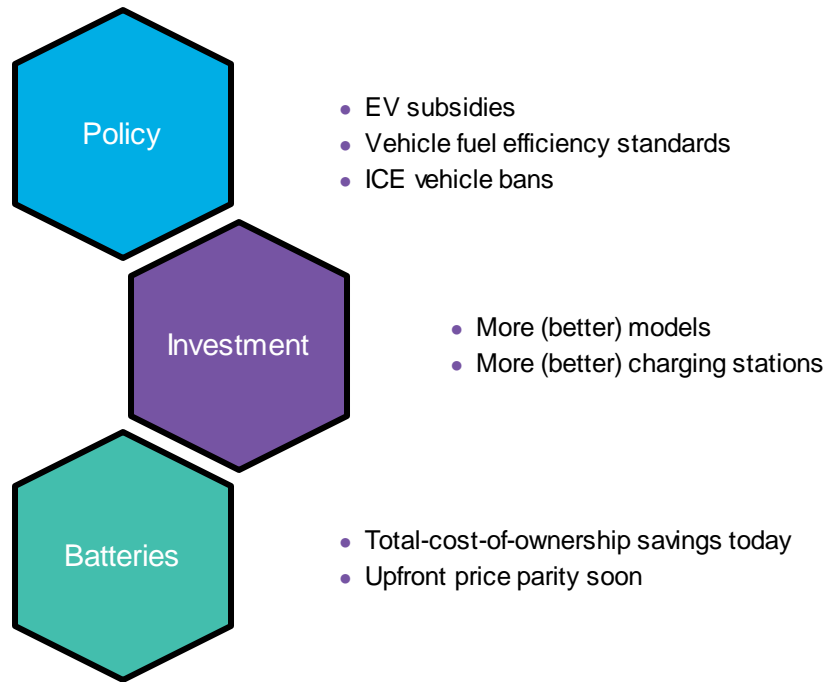 Policy
• EV subsidies
• Vehicle fuel efficiency standards
• ICE vehicle bans
Investment
• More (better) models
• More (better) charging stations
Batteries
• Total-cost-of-ownership savings today
• Upfront price parity soon